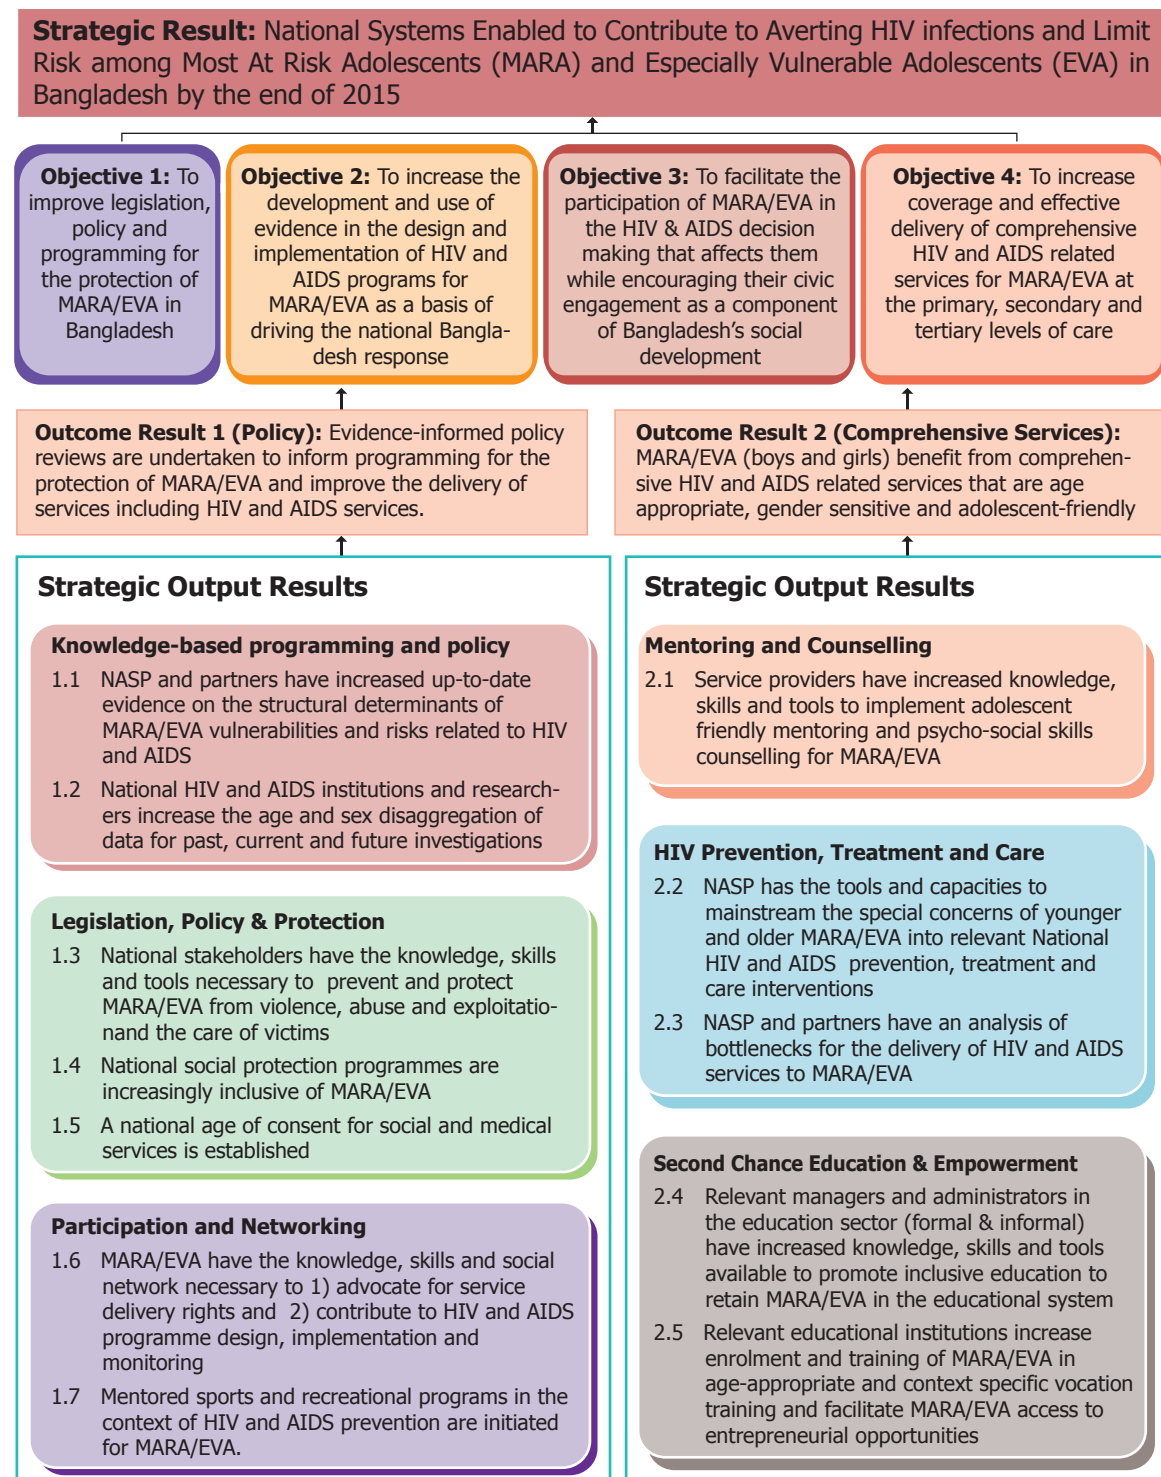 Strategic Result: National Systems Enabled to Contribute to Averting HIV infections and Limit
Risk among Most At Risk Adolescents (MARA) and Especially Vulnerable Adolescents (EVA) in
Bangladesh by the end of 2015
Objective 1: To
improve legislation,
policy and
programming for
the protection of
MARA/EVA in
Bangladesh
Objective 2: To increase the
development and use of
evidence in the design and
implementation of HIV and
AIDS programs for
MARA/EVA as a basis of
driving the national Bangla-
desh response
Objective 3: To facilitate the
participation of MARA/EVA in
the HIV & AIDS decision
making that affects them
while encouraging their civic
engagement as a component
of Bangladesh's social
development
Objective 4: To increase
coverage and effective
delivery of comprehensive
HIV and AIDS related
services for MARA/EVA at
the primary, secondary and
tertiary levels of care
Outcome Result 1 (Policy): Evidence-informed policy
reviews are undertaken to inform programming for the
protection of MARA/EVA and improve the delivery of
services including HIV and AIDS services.
Outcome Result 2 (Comprehensive Services):
MARA/EVA (boys and girls) benefit from comprehen-
sive HIV and AIDS related services that are age
appropriate, gender sensitive and adolescent-friendly
Strategic Output Results
Knowledge-based programming and policy
1.1 NASP and partners have increased up-to-date
evidence on the structural determinants of
MARA/EVA vulnerabilities and risks related to HIV
and AIDS
1.2 National HIV and AIDS institutions and research-
ers increase the age and sex disaggregation of
data for past, current and future investigations
Legislation, Policy & Protection
1.3 National stakeholders have the knowledge, skills
and tools necessary to prevent and protect
MARA/EVA from violence, abuse and exploitatio-
nand the care of victims
1.4 National social protection programmes are
increasingly inclusive of MARA/EVA
1.5 A national age of consent for social and medical
services is established
Participation and Networking
1.6 MARA/EVA have the knowledge, skills and social
network necessary to 1) advocate for service
delivery rights and 2) contribute to HIV and AIDS
programme design, implementation and
monitoring
1.7 Mentored sports and recreational programs in the
context of HIV and AIDS prevention are initiated
for MARA/EVA.
Strategic Output Results
Mentoring and Counselling
2.1 Service providers have increased knowledge,
skills and tools to implement adolescent
friendly mentoring and psycho-social skills
counselling for MARA/EVA
HIV Prevention, Treatment and Care
2.2 NASP has the tools and capacities to
mainstream the special concerns of younger
and older MARA/EVA into relevant National
HIV and AIDS prevention, treatment and
care interventions
2.3 NASP and partners have an analysis of
bottlenecks for the delivery of HIV and AIDS
services to MARA/EVA
Second Chance Education & Empowerment
2.4 Relevant managers and administrators in
the education sector (formal & informal)
have increased knowledge, skills and tools
available to promote inclusive education to
retain MARA/EVA in the educational system
2.5 Relevant educational institutions increase
enrolment and training of MARA/EVA in
age-appropriate and context specific vocation
training and facilitate MARA/EVA access to
entrepreneurial opportunities